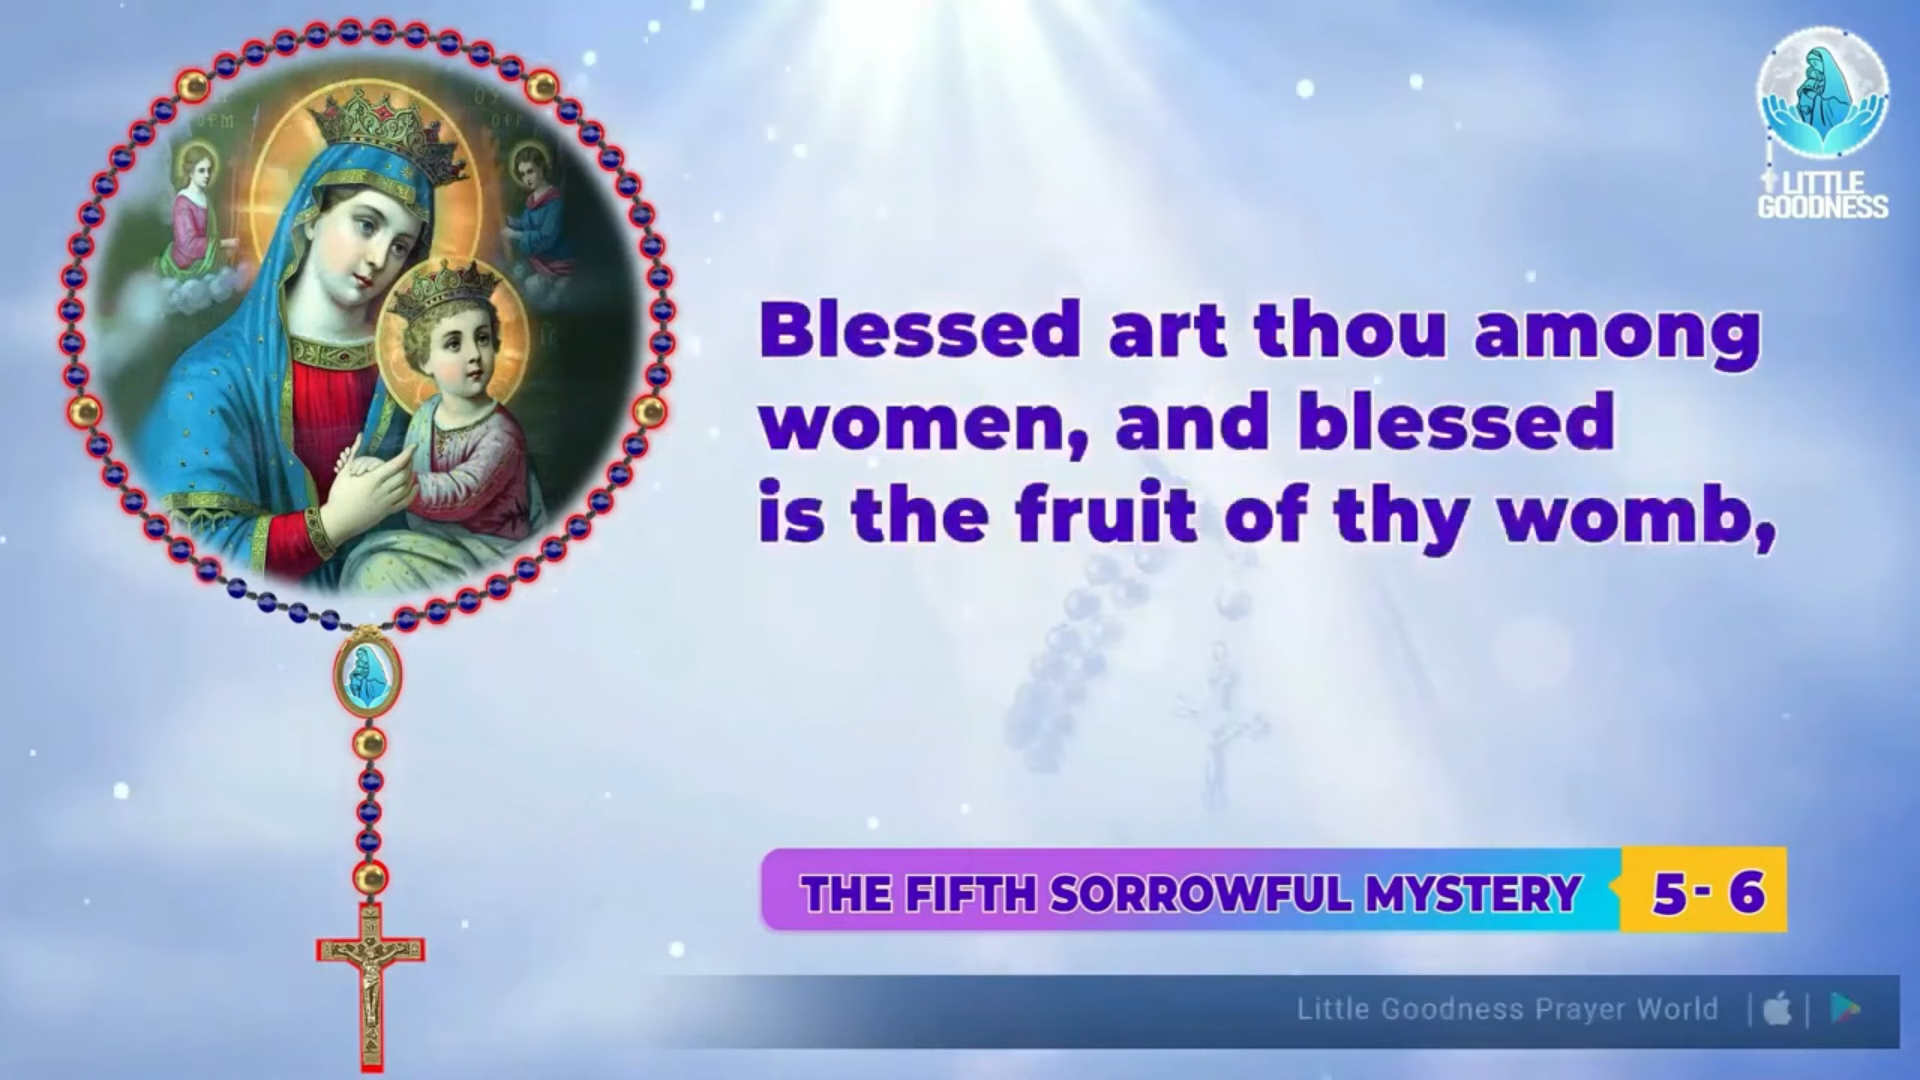 LITTLE
GOODNESS
Blessed art thou among
women, and blessed
is the fruit of thy womb,
THE FIFTH SORROWFUL MYSTERY 5- 6
Little Goodness Prayer World